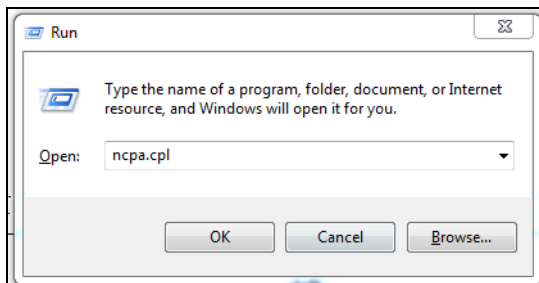 Run
Type the name of a program, folder, document, or Internet
resource, and Windows will open it for you.
Open: ncpa.cpl
OK Cancel Browse...